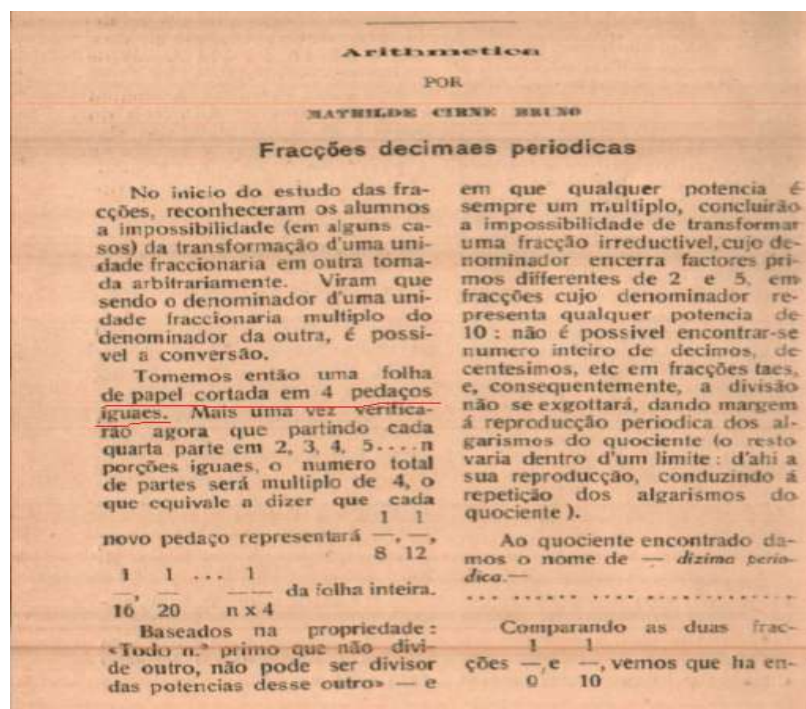 Arithmetica
POR
MATHILDE CIRNE BRUNO
Fracções decimaes periodicas
No inicio do estudo das fra-
cções, reconheceram os alumnos
a impossibilidade (em alguns ca-
sos) da transformação d'uma uni-
dade fraccionaria em outra toma-
da arbitrariamente. Viram que
sendo o denominador d'uma uni-
dade fraccionaria multiplo do
denominador da outra, é possi-
vel a conversão.
Tomemos então uma folha
de papel cortada em 4 pedaços
iguaes. Mais uma vez verifica-
rão agora que partindo cada
quarta parte em 2, 3, 4, 5....n
porções iguaes, o numero total
de partes será multiplo de 4, o
que equivale a dizer que cada
novo pedaço representará 1/8, 1/12,
1/16, 1/20 ... 1/n x 4 da folha inteira.
Baseados na propriedade:
«Todo n.º primo que não divi-
de outro, não pode ser divisor
das potencias desse outro» — e
em que qualquer potencia é
sempre um multiplo, concluirão
a impossibilidade de transformar
uma fracção irreductivel, cujo de-
nominador encerra factores pri-
mos differentes de 2 e 5, em
fracções cujo denominador re-
presenta qualquer potencia de
10: não é possivel encontrar-se
numero inteiro de decimos, de
centesimos, etc em fracções taes,
e, consequentemente, a divisão
não se exgottará, dando margem
á reproducção periodica dos al-
garismos do quociente (o resto
varia dentro d'um limite: d'ahi a
sua reproducção, conduzindo á
repetição dos algarismos do
quociente).
Ao quociente encontrado da-
mos o nome de — dizima perio-
dica.—
Comparando as duas frac-
ções 1/9, e 1/10, vemos que ha en-